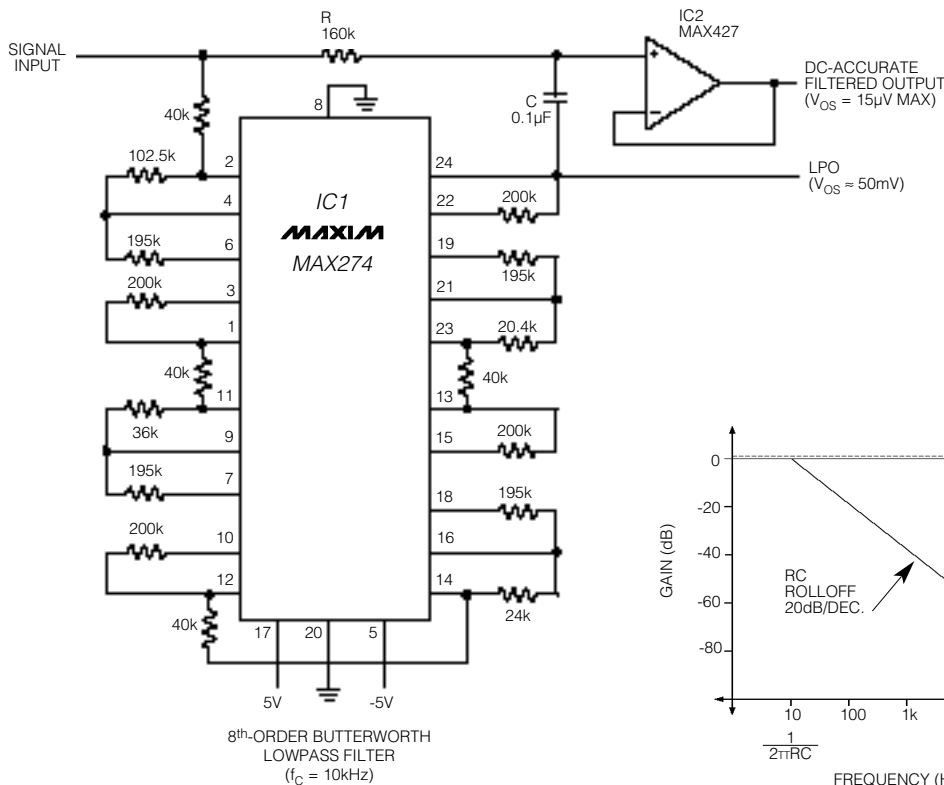 R
160k
SIGNAL
INPUT
IC2
MAX427
DC-ACCURATE
FILTERED OUTPUT
(VOS = 15µV MAX)
C
0.1µF
LPO
(VOS ≈ 50mV)
40k
8
102.5k
2
24
4
22
200k
IC1
MAXIM
MAX274
195k
6
19
195k
200k
3
21
1
23
20.4k
40k
40k
11
13
36k
9
15
200k
195k
7
18
195k
200k
10
16
12
14
24k
40k
17
20
5
5V
-5V
8th-ORDER BUTTERWORTH
LOWPASS FILTER
(fC = 10kHz)
GAIN (dB)
0
-20
-40
-60
-80
RC
ROLLOFF
20dB/DEC.
10
100
1k
1
2πRC
FREQUENCY (H